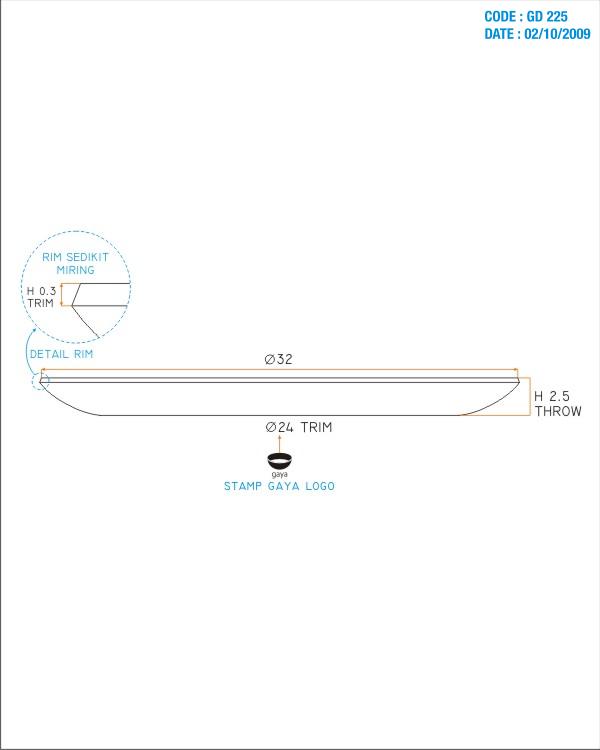 CODE : GD 225
DATE : 02/10/2009
RIM SEDIKIT
MIRING
H 0.3
TRIM
DETAIL RIM
Ø32
H 2.5
THROW
Ø24 TRIM
gaya
STAMP GAYA LOGO